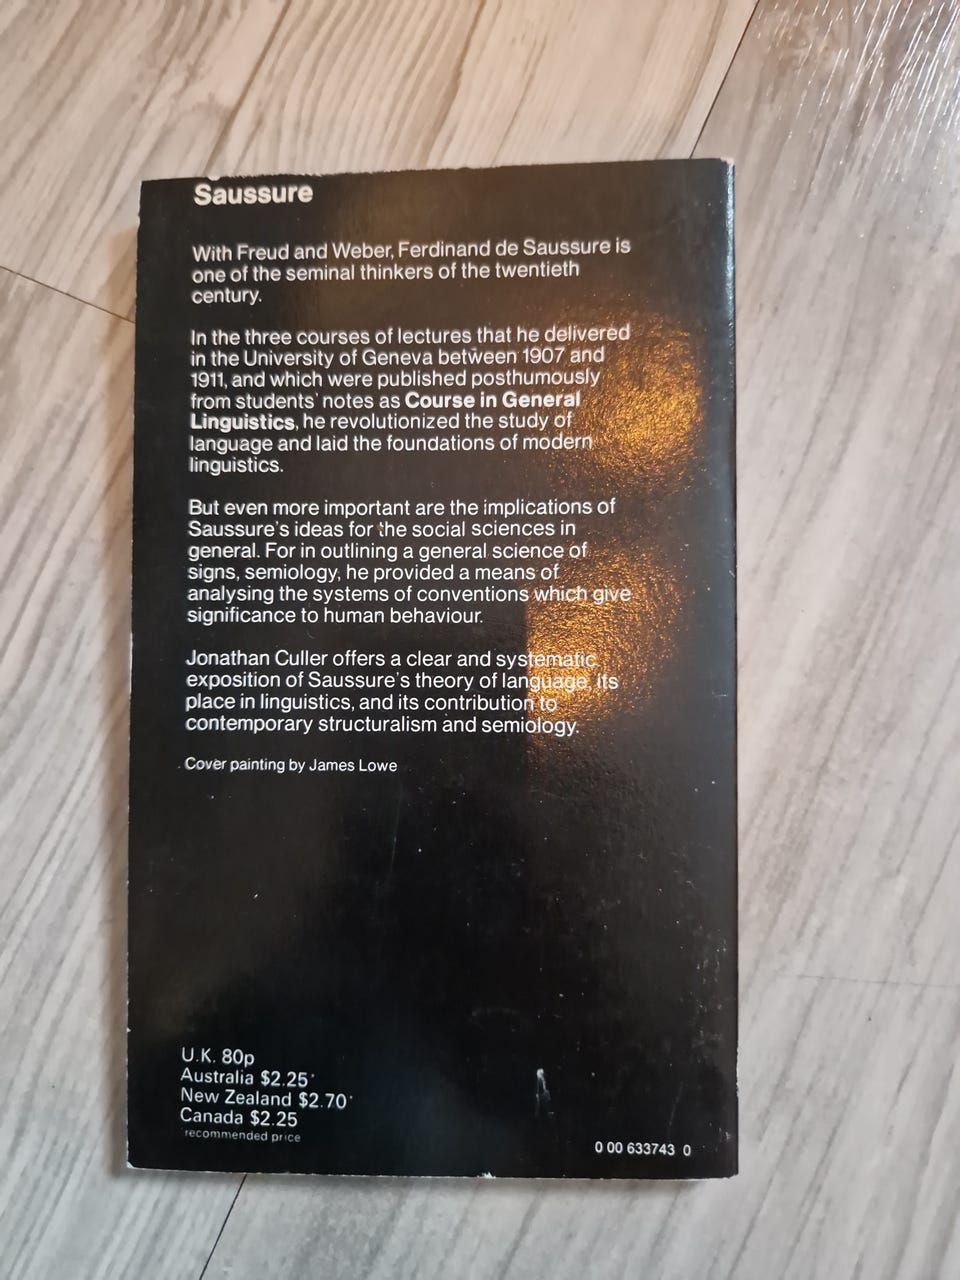 Saussure
With Freud and Weber, Ferdinand de Saussure is
one of the seminal thinkers of the twentieth
century.
In the three courses of lectures that he delivered
in the University of Geneva between 1907 and
1911, and which were published posthumously
from students' notes as Course in General
Linguistics, he revolutionized the study of
language and laid the foundations of modern
linguistics.
But even more important are the implications of
Saussure's ideas for the social sciences in
general. For in outlining a general science of
signs, semiology, he provided a means of
analysing the systems of conventions which give
significance to human behaviour.
Jonathan Culler offers a clear and systematic
exposition of Saussure's theory of language, its
place in linguistics, and its contribution to
contemporary structuralism and semiology.
Cover painting by James Lowe
U.K. 80p
Australia $2.25*
New Zealand $2.70*
Canada $2.25
recommended price
0 00 633743 0